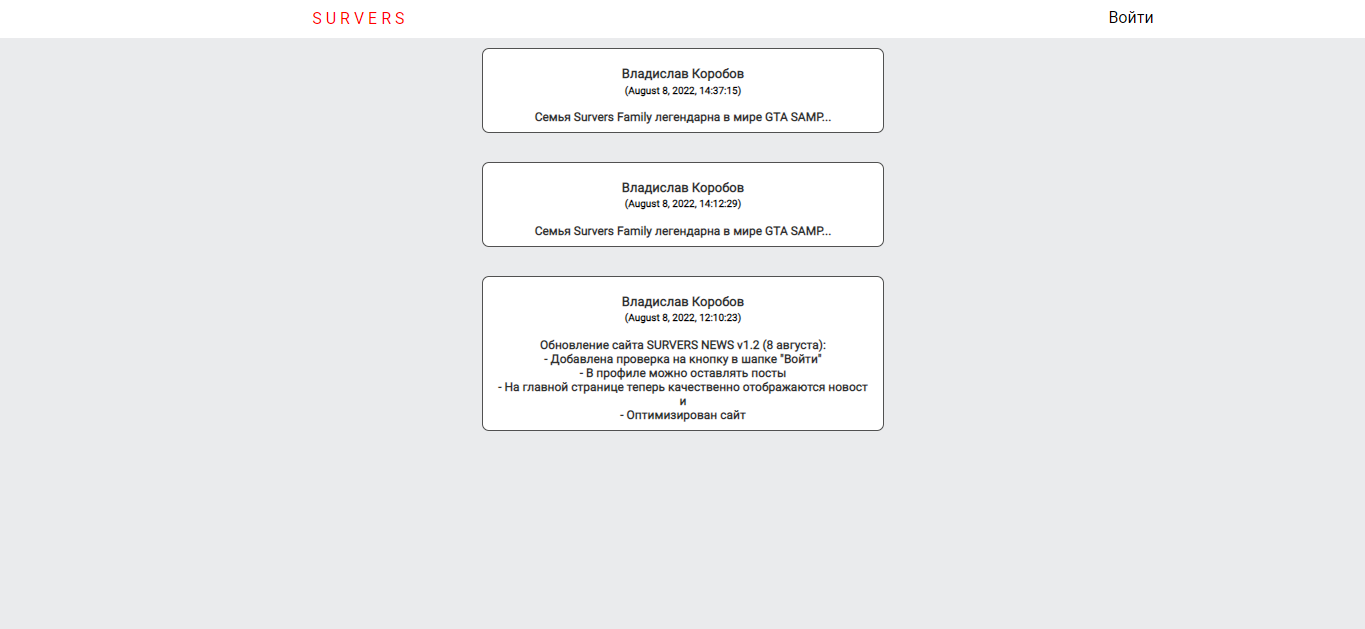 SURVERS
Войти
Владислав Коробов
(August 8, 2022, 14:37:15)
Семья Survers Family легендарна в мире GTA SAMP...
Владислав Коробов
(August 8, 2022, 14:12:29)
Семья Survers Family легендарна в мире GTA SAMP...
Владислав Коробов
(August 8, 2022, 12:10:23)
Обновление сайта SURVERS NEWS v1.2 (8 августа):
- Добавлена проверка на кнопку в шапке "Войти"
- В профиле можно оставлять посты
- На главной странице теперь качественно отображаются новост
и
- Оптимизирован сайт